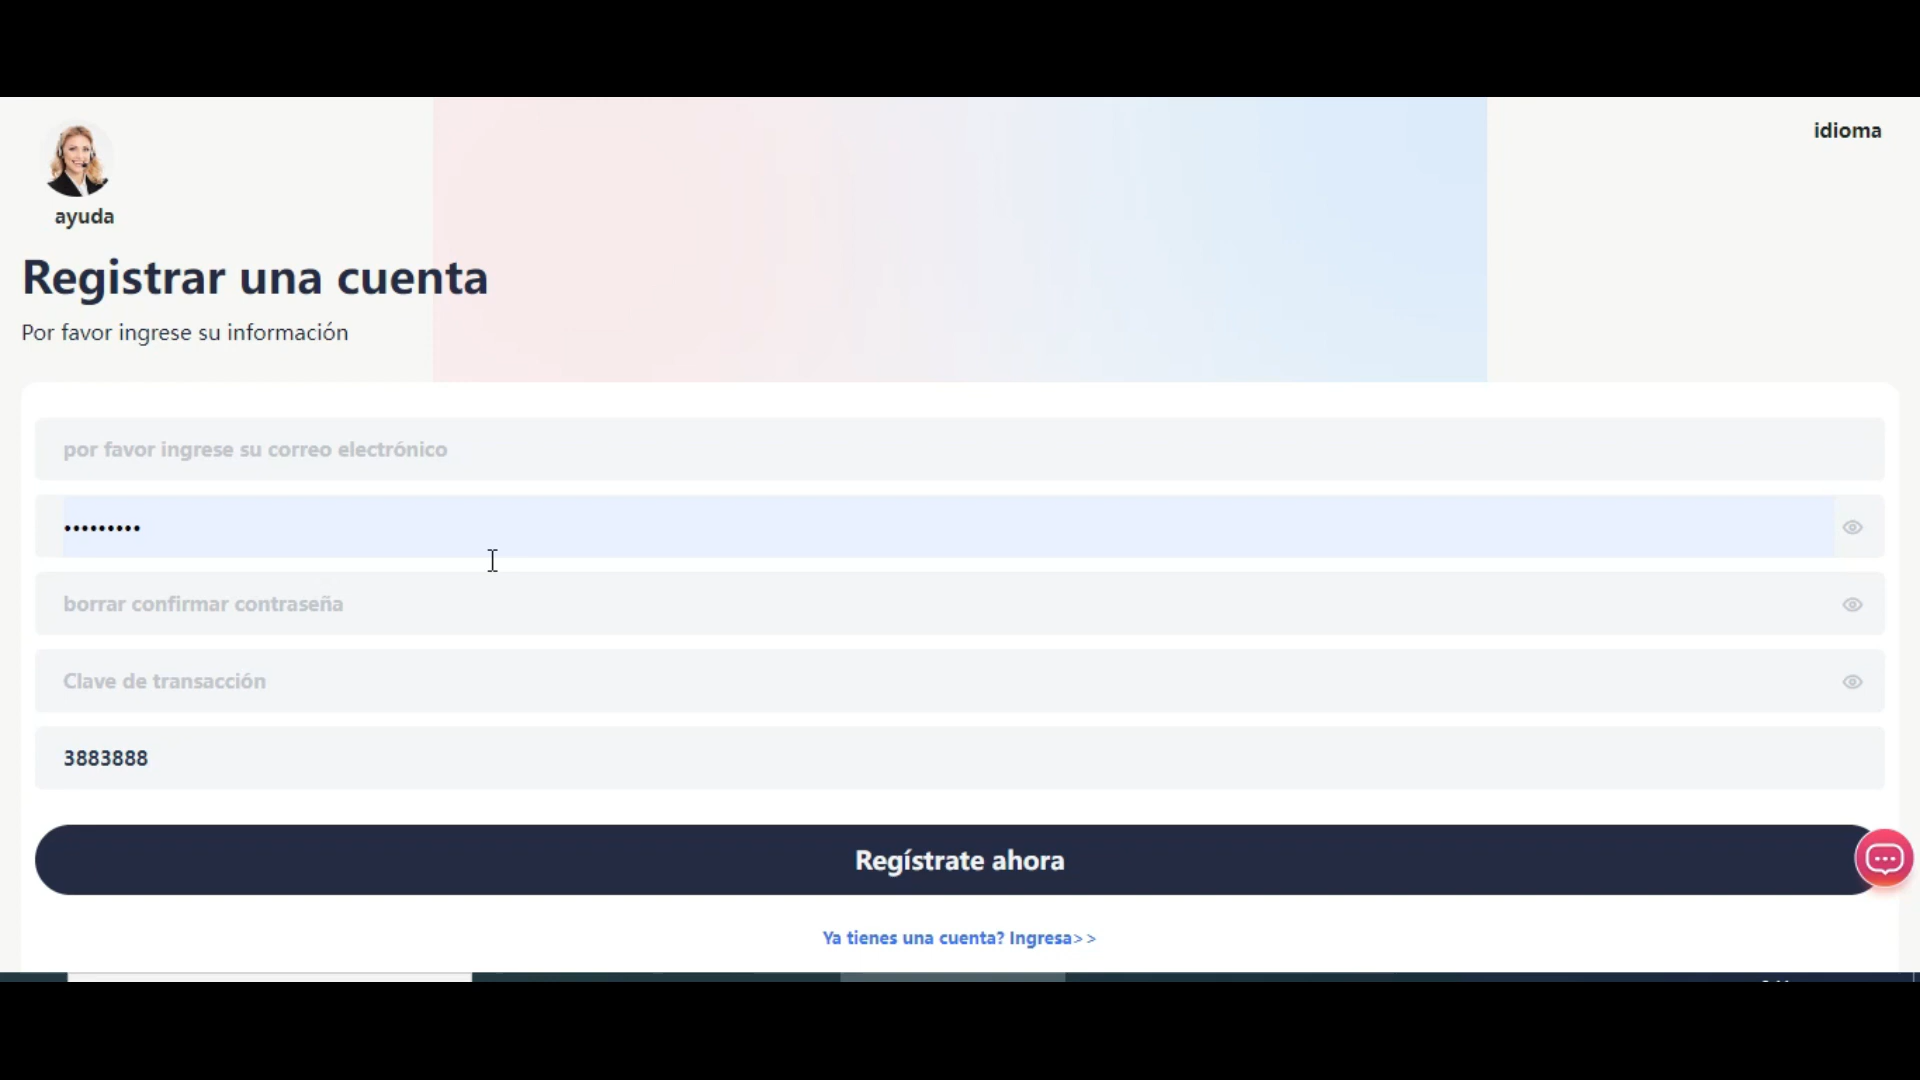 idioma
ayuda
Registrar una cuenta
Por favor ingrese su información
por favor ingrese su correo electrónico
•••••••••
borrar confirmar contraseña
Clave de transacción
3883888
Regístrate ahora
Ya tienes una cuenta? Ingresa>>